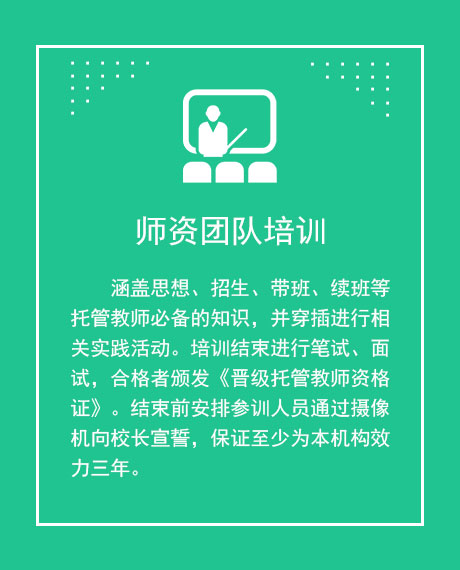 师资团队培训
涵盖思想、招生、带班、续班等
托管教师必备的知识，并穿插进行相
关实践活动。培训结束进行笔试、面
试，合格者颁发《晋级托管教师资格
证》。结束前安排参训人员通过摄像
机向校长宣誓，保证至少为本机构效
力三年。